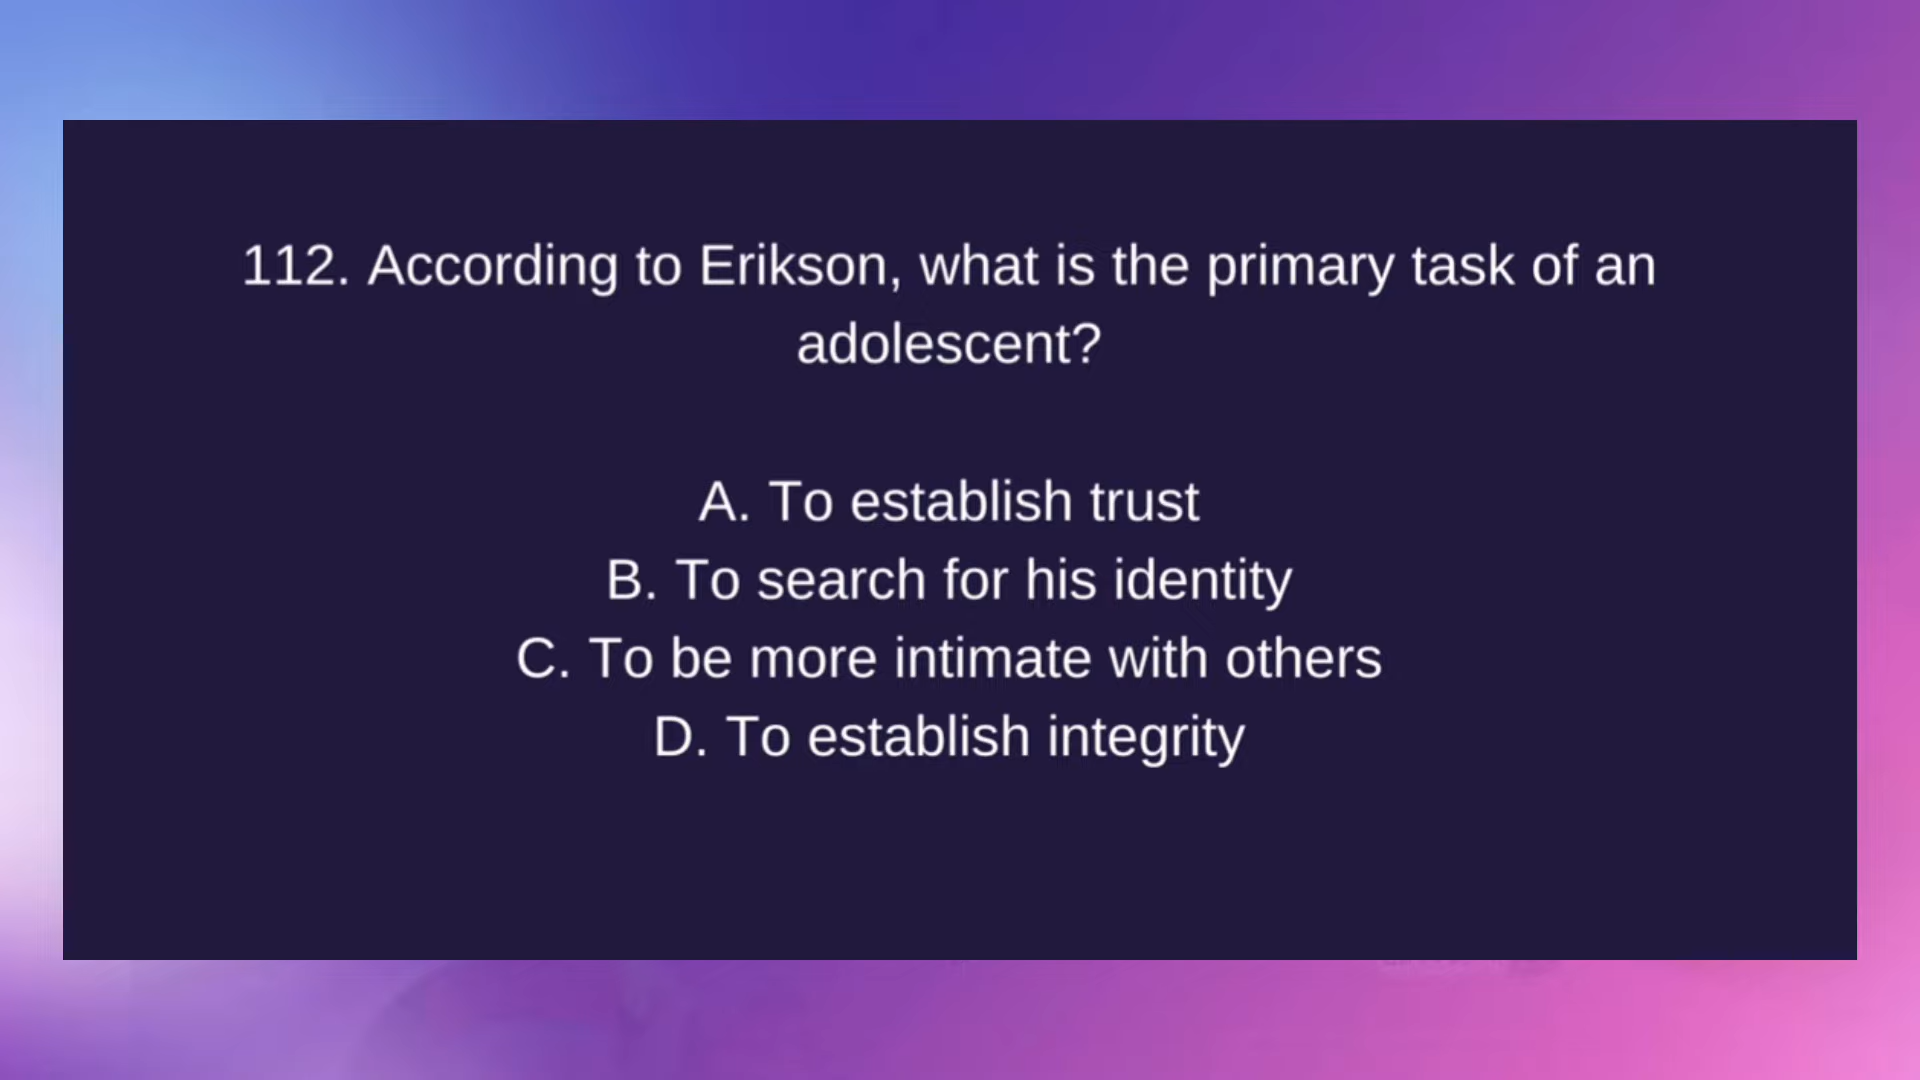 112. According to Erikson, what is the primary task of an
adolescent?
A. To establish trust
B. To search for his identity
C. To be more intimate with others
D. To establish integrity